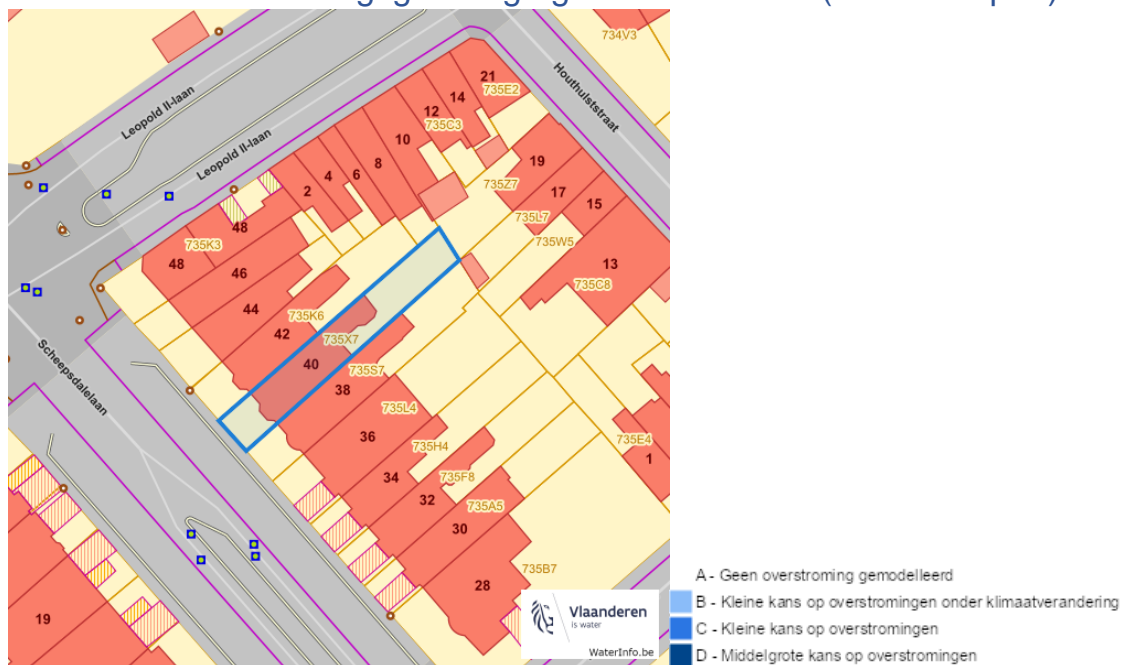 734V3
21
Houthulststraat
735E2
14
12
735C3
Leopold II-laan
10
Leopold II-laan
8
19
6
4
735Z7
2
17
15
735L7
48
735K3
735W5
48
13
46
735C8
44
735K6
42
735X7
40
735S7
Scheepsdalelaan
38
735L4
36
735H4
735E4
1
34
735F8
32
735A5
30
735B7
28
19
Vlaanderen
is water
WaterInfo.be
A - Geen overstroming gemodelleerd
B - Kleine kans op overstromingen onder klimaatverandering
C - Kleine kans op overstromingen
D - Middelgrote kans op overstromingen